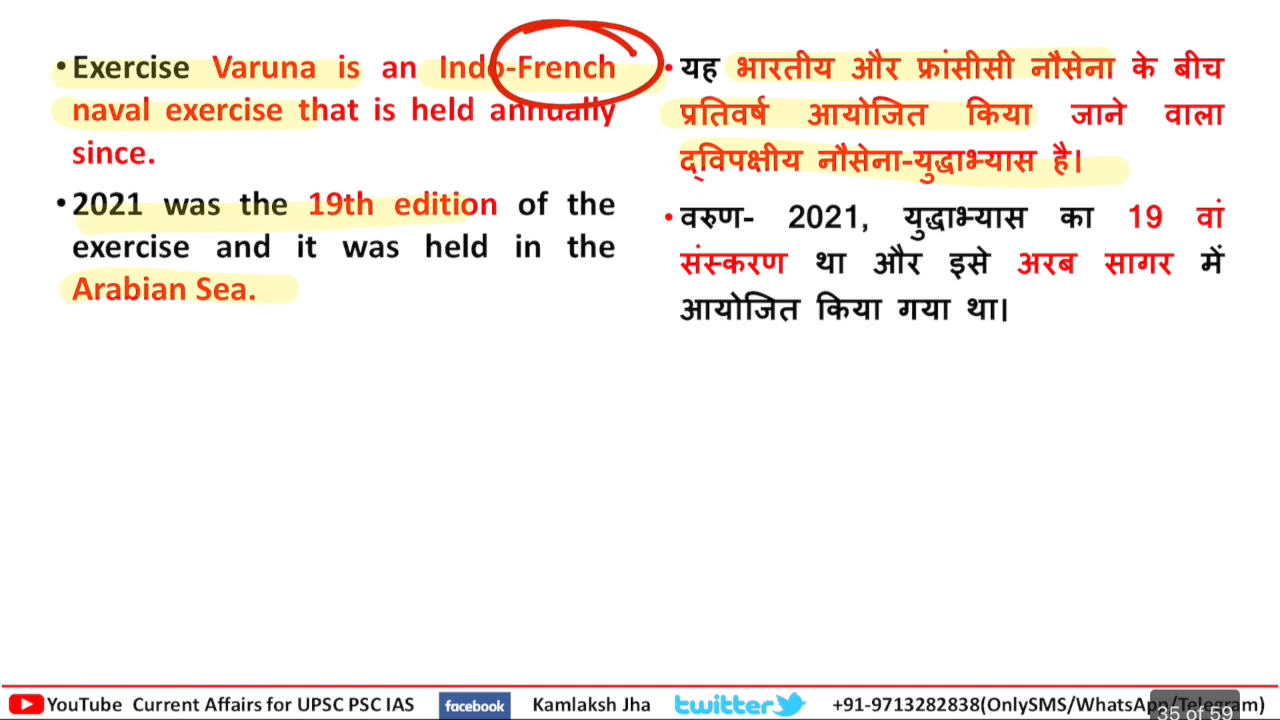 •Exercise Varuna is an Indo-French
naval exercise that is held annually
since.
•2021 was the 19th edition of the
exercise and it was held in the
Arabian Sea.
• यह भारतीय और फ्रांसीसी नौसेना के बीच
प्रतिवर्ष आयोजित किया जाने वाला
द्विपक्षीय नौसेना-युद्धाभ्यास है।
• वरुण- 2021, युद्धाभ्यास का 19 वां
संस्करण था और इसे अरब सागर में
आयोजित किया गया था।
YouTube Current Affairs for UPSC PSC IAS facebook Kamlaksh Jha twitter +91-9713282838(OnlySMS/WhatsApp/Telegram)
35 of 59